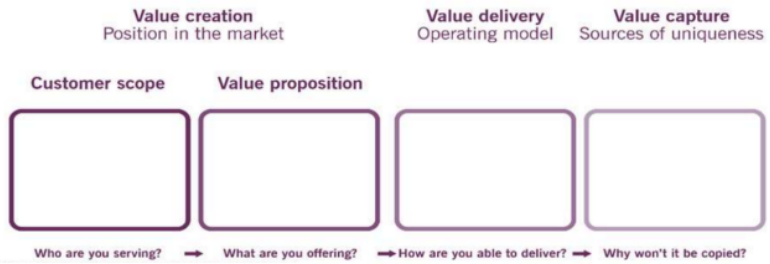 Value creation
Position in the market
Value delivery
Operating model
Value capture
Sources of uniqueness
Customer scope
Value proposition
Who are you serving?
What are you offering?
How are you able to deliver?
Why won't it be copied?